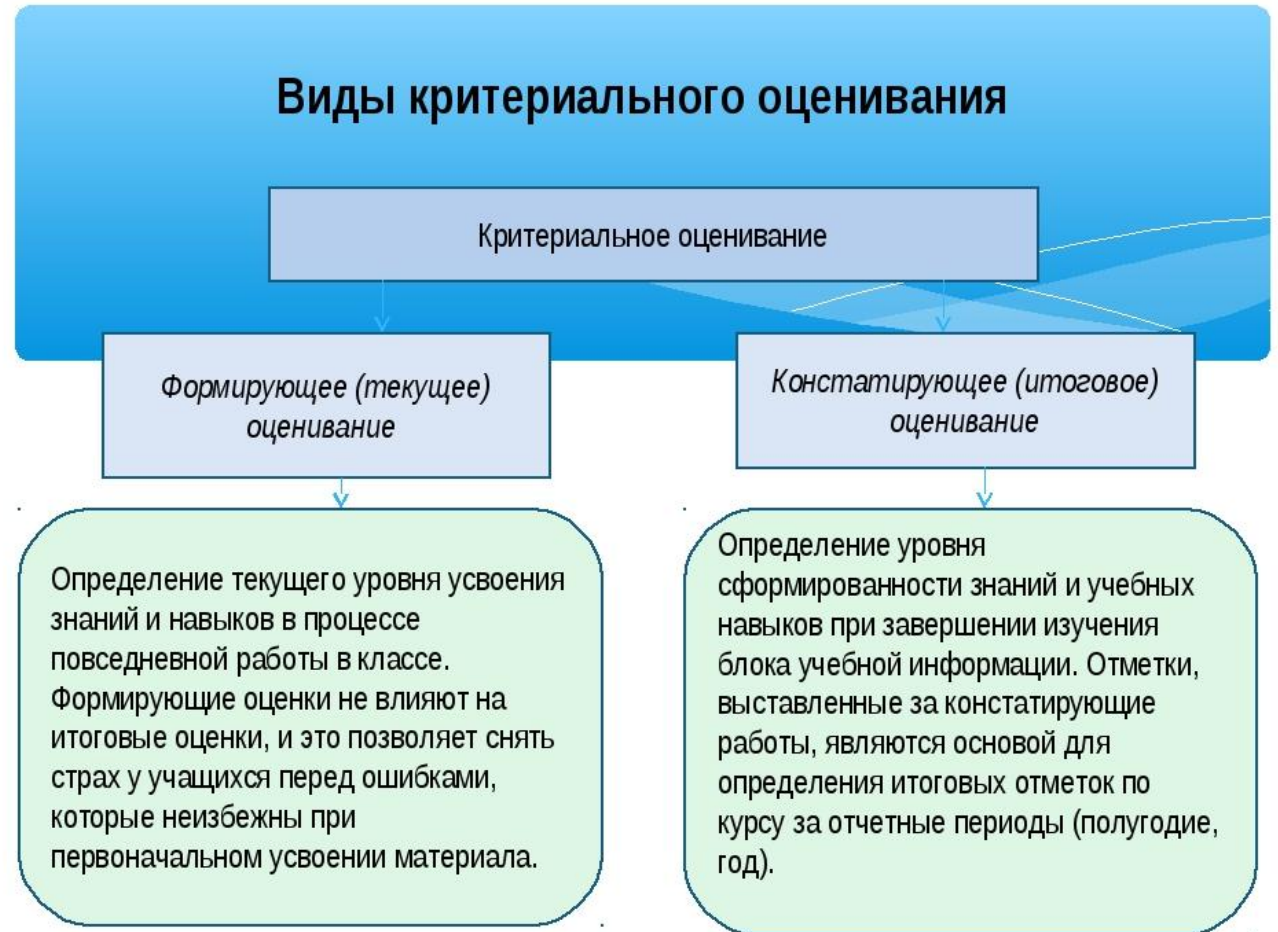 Виды критериального оценивания
Критериальное оценивание
Формирующее (текущее)
оценивание
Констатирующее (итоговое)
оценивание
Определение текущего уровня усвоения
знаний и навыков в процессе
повседневной работы в классе.
Формирующие оценки не влияют на
итоговые оценки, и это позволяет снять
страх у учащихся перед ошибками,
которые неизбежны при
первоначальном усвоении материала.
Определение уровня
сформированности знаний и учебных
навыков при завершении изучения
блока учебной информации. Отметки,
выставленные за констатирующие
работы, являются основой для
определения итоговых отметок по
курсу за отчетные периоды (полугодие,
год).